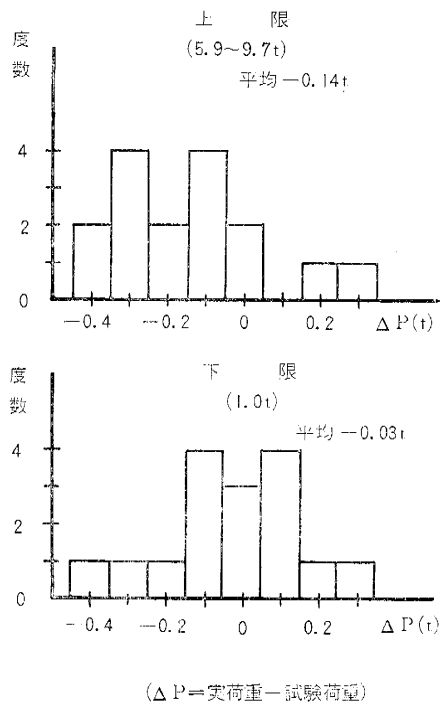 上 限
(5.9~9.7t)
平均-0.14t
度
数
4
2
0
-0.4 -0.2 0 0.2 ΔP(t)
下 限
(1.0t)
平均-0.03t
度
数
4
2
0
-0.4 -0.2 0 0.2 ΔP(t)
(ΔP=実荷重-試験荷重)